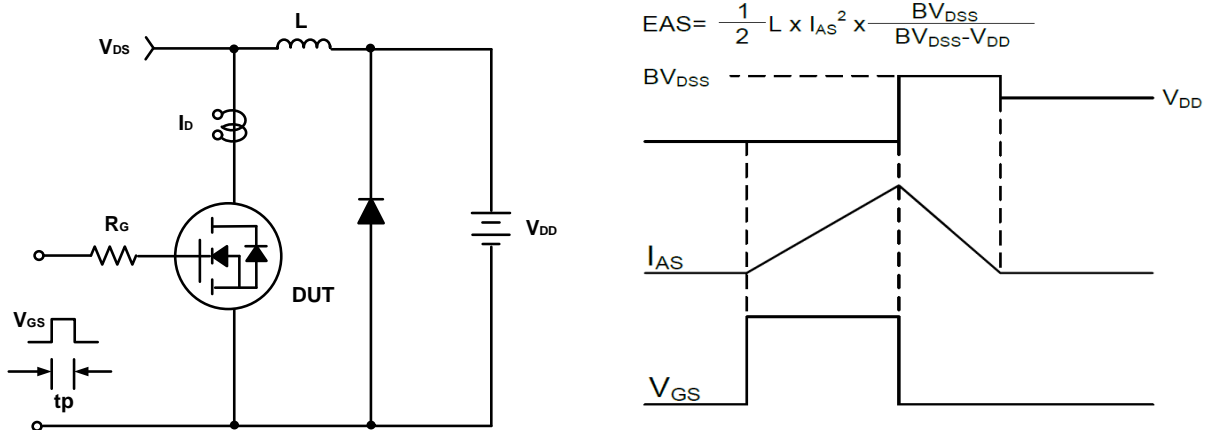 L
VDS
ID
RG
VDD
DUT
VGS
tp
EAS= 1/2 L x IAS² x BVDSS/BVDSS-VDD
BVDSS
VDD
IAS
VGS